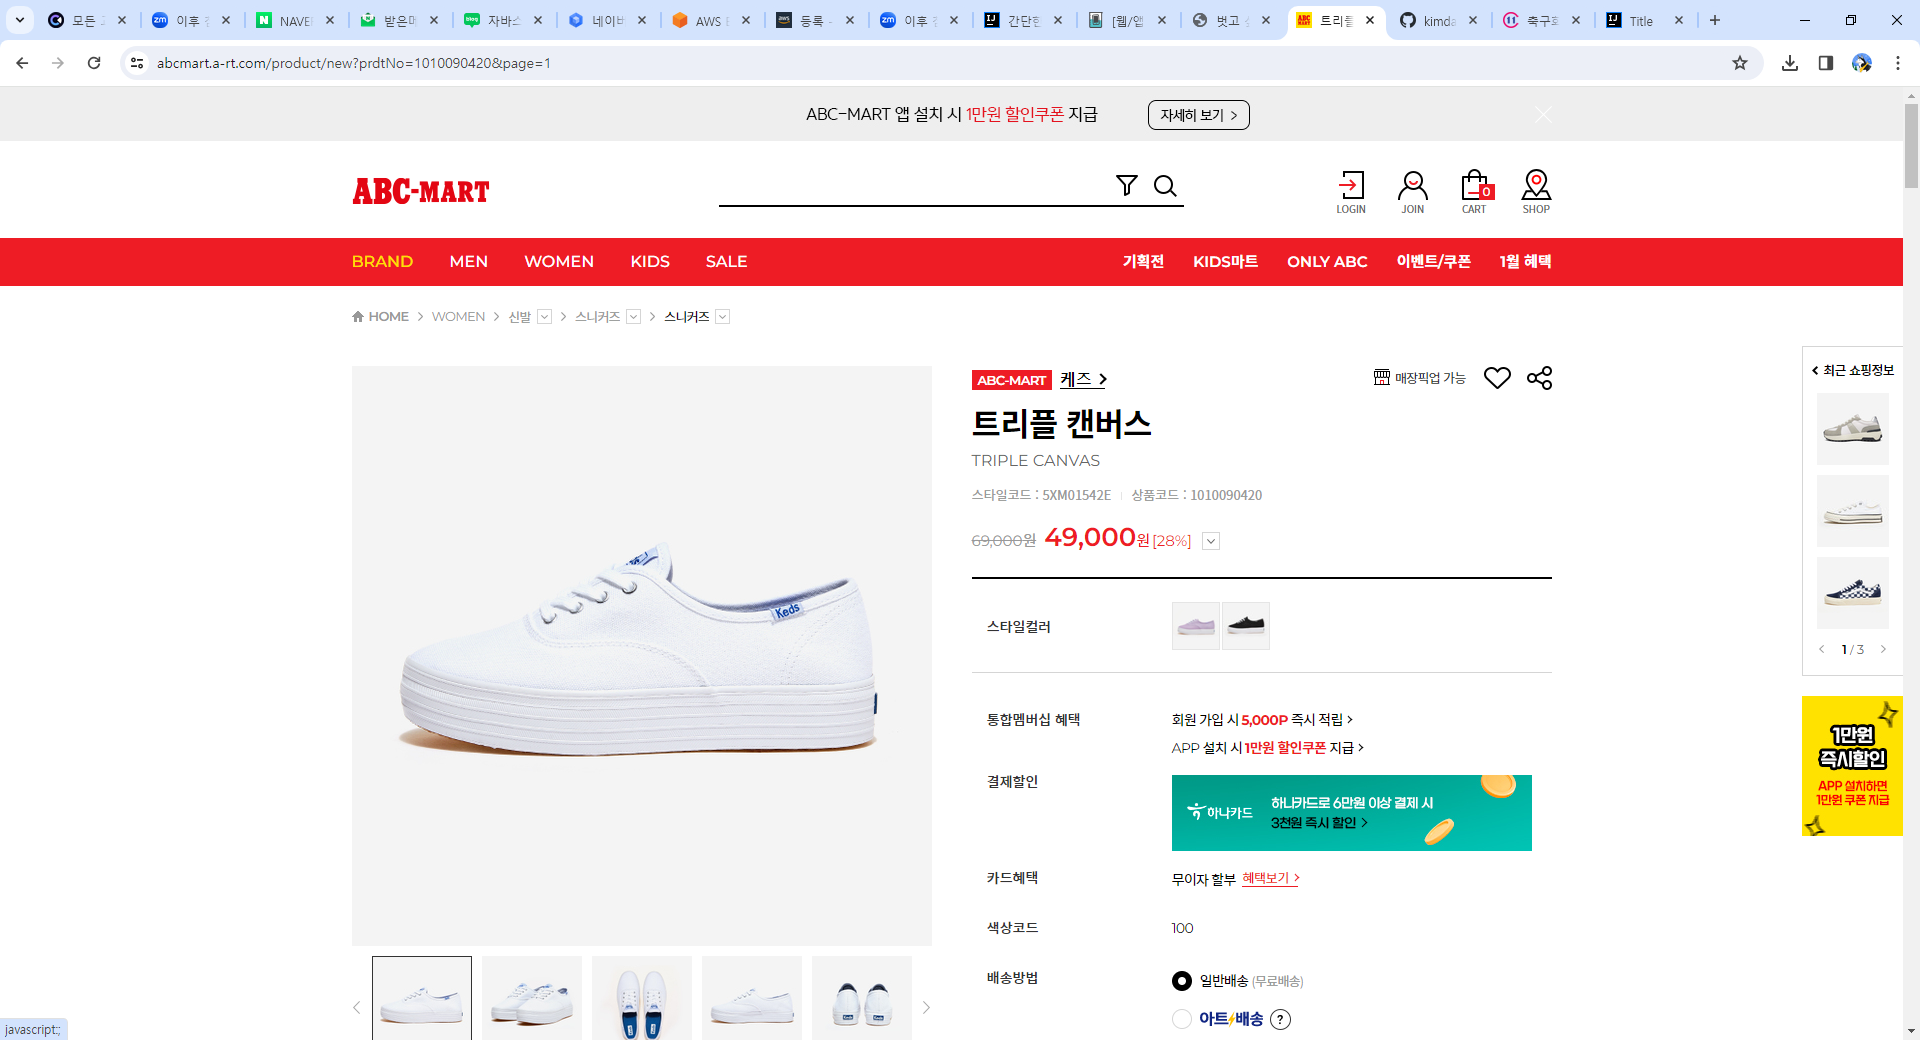 모든
이후
NAVE
받은메
자바스
네이버
AWS
등록
이후
간단한
[웹/앱
벗고
트리플
kimda
축구화
Title
abcmart.a-rt.com/product/new?prdtNo=1010090420&page=1
ABC-MART 앱 설치 시 1만원 할인쿠폰 지급
자세히 보기 >
ABC-MART
LOGIN
JOIN
0
CART
SHOP
BRAND MEN WOMEN KIDS SALE
기획전 KIDS마트 ONLY ABC 이벤트/쿠폰 1월 혜택
HOME > WOMEN > 신발 > 스니커즈 > 스니커즈
ABC-MART 케즈 >
매장픽업 가능
트리플 캔버스
TRIPLE CANVAS
스타일코드 : 5XM01542E 상품코드 : 1010090420
69,000원 49,000원 [28%]
스타일컬러
통합멤버십 혜택
회원 가입 시 5,000P 즉시 적립 >
APP 설치 시 1만원 할인쿠폰 지급 >
결제할인
하나카드
하나카드로 6만원 이상 결제 시
3천원 즉시 할인 >
카드혜택
무이자 할부 혜택보기 >
색상코드
100
배송방법
일반배송 (무료배송)
아트배송 ?
Keds
< 최근 쇼핑정보
< 1 / 3 >
1만원
즉시할인
APP 설치하면
1만원 쿠폰 지급
javascript:;